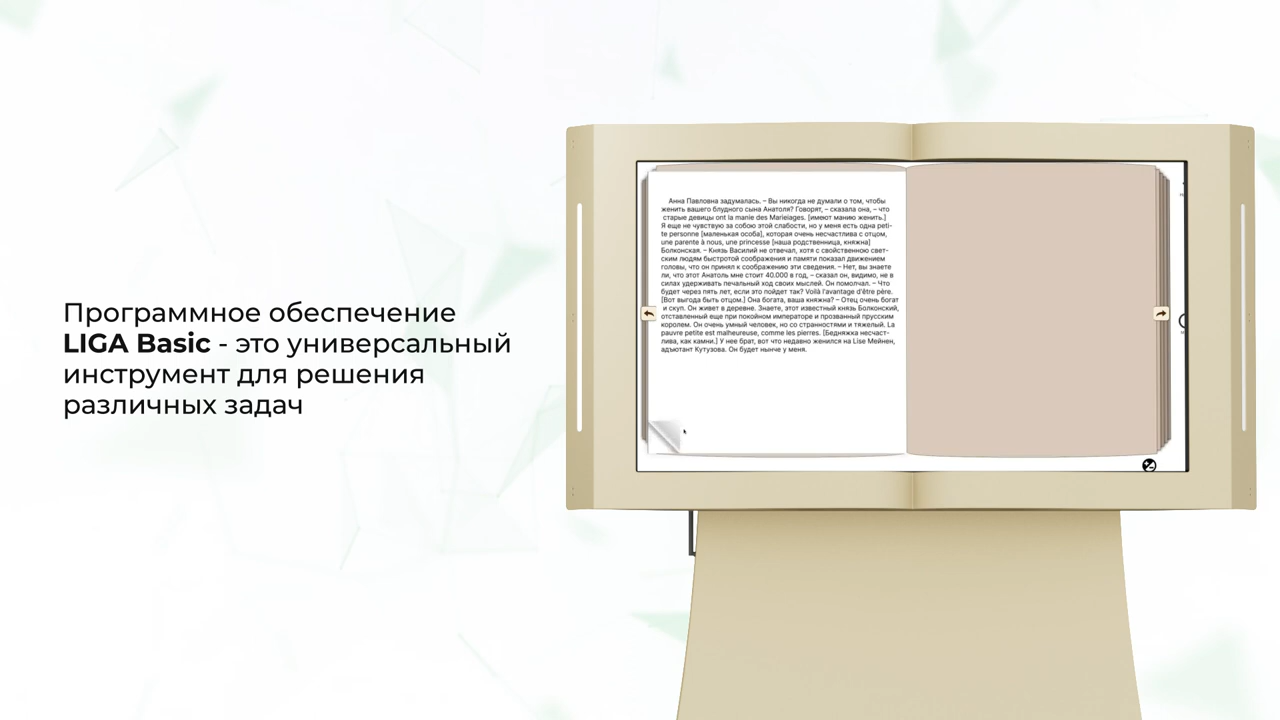 Программное обеспечение
LIGA Basic - это универсальный
инструмент для решения
различных задач
Анна Павловна задумалась. – Вы никогда не думали о том, чтобы
женить вашего блудного сына Анатоля? Говорят, – сказала она, – что
старые девицы ont la manie des Marieiages. [имеют манию женить.]
Я еще не чувствую за собою этой слабости, но у меня есть одна peti-
te personne [маленькая особа], которая очень несчастлива с отцом,
une parente à nous, une princesse [наша родственница, княжна]
Болконская. – Князь Василий не отвечал, хотя с свойственною свет-
ским людям быстротой соображения и памяти показал движением
головы, что он принял к соображению эти сведения. – Нет, вы знаете
ли, что этот Анатоль мне стоит 40.000 в год, – сказал он, видимо, не в
силах удерживать печальный ход своих мыслей. Он помолчал. – Что
будет через пять лет, если это пойдет так? Voilà l'avantage d'être père.
[Вот выгода быть отцом.] Она богата, ваша княжна? – Отец очень богат
и скуп. Он живет в деревне. Знаете, этот известный князь Болконский,
отставленный еще при покойном императоре и прозванный прусским
королем. Он очень умный человек, но со странностями и тяжелый. La
pauvre petite est malheureuse, comme les pierres. [Бедняжка несчаст-
лива, как камни.] У нее брат, вот что недавно женился на Lise Мейнен,
адъютант Кутузова. Он будет нынче у меня.